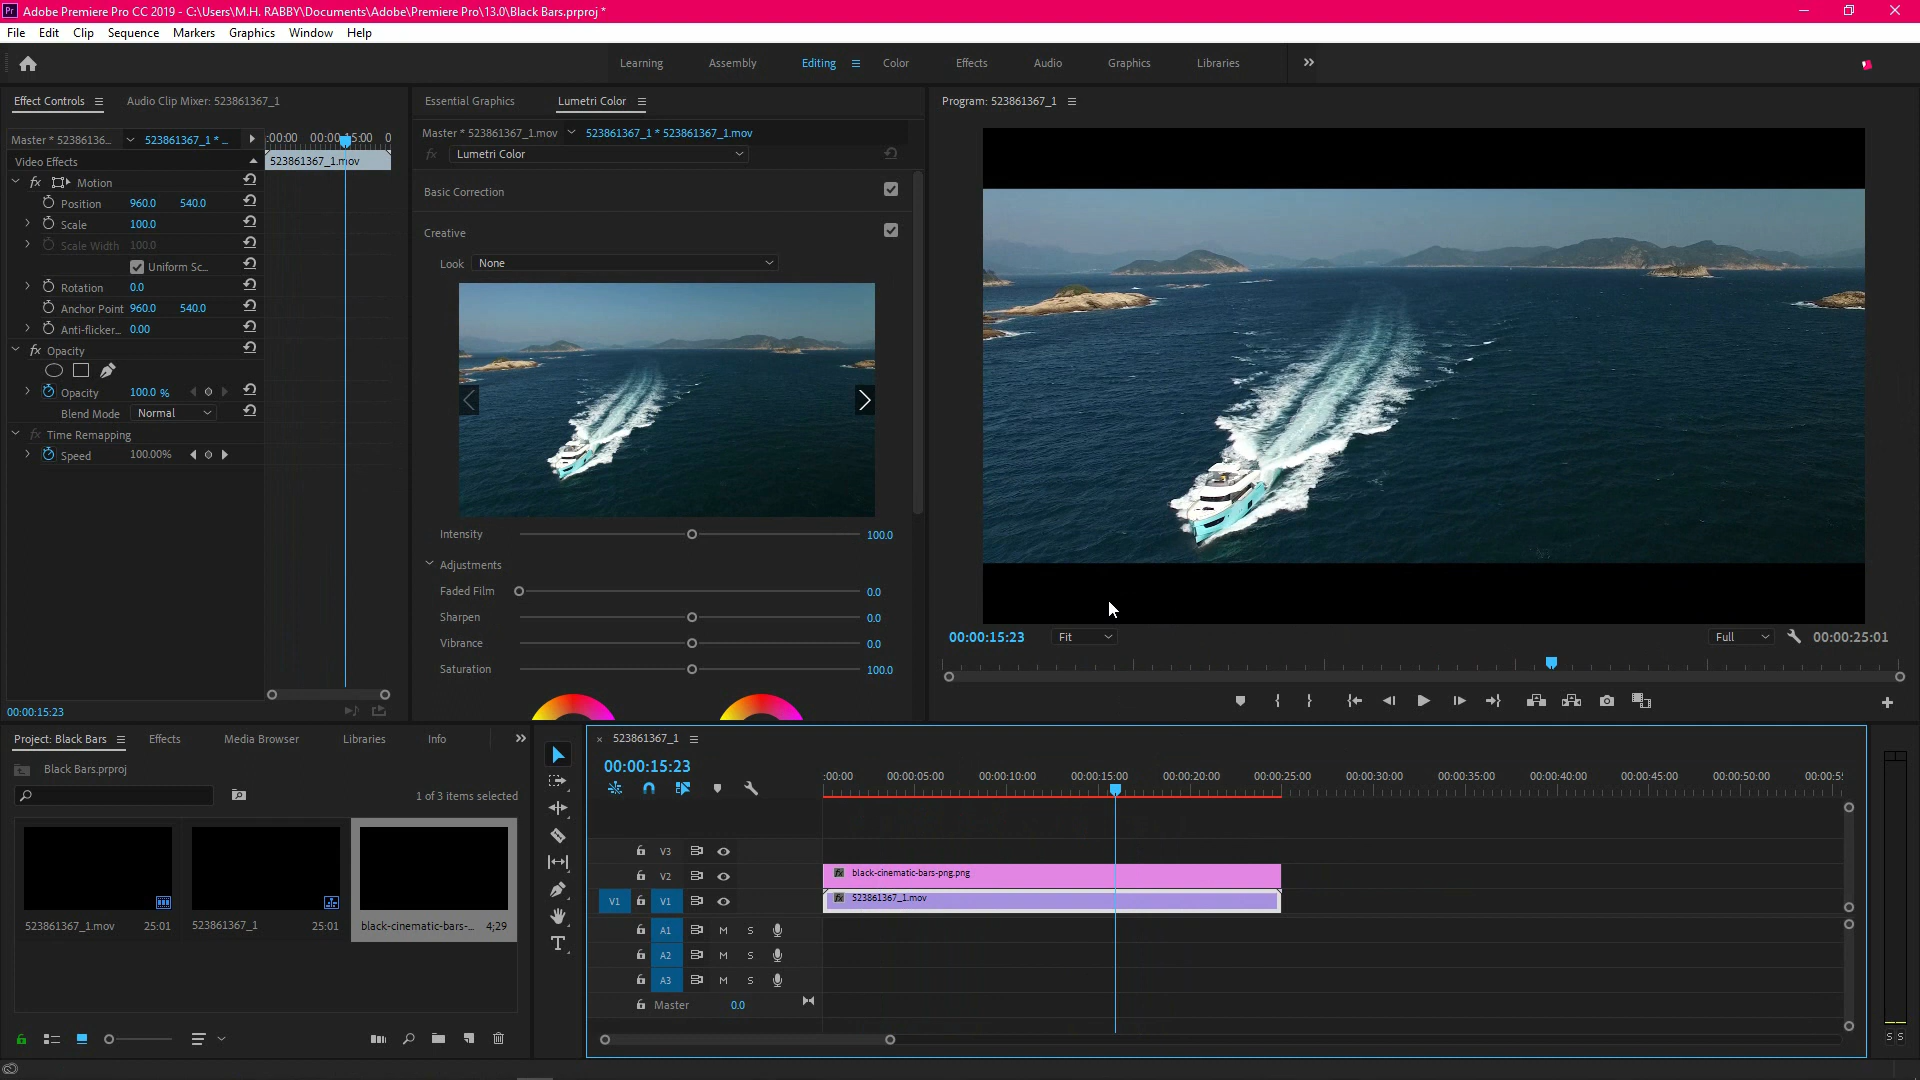 Pr Adobe Premiere Pro CC 2019 - C:\Users\M.H. RABBY\Documents\Adobe\Premiere Pro\13.0\Black Bars.prproj *
File Edit Clip Sequence Markers Graphics Window Help
Learning Assembly Editing Color Effects Audio Graphics Libraries
Effect Controls Audio Clip Mixer: 523861367_1
Master * 52386136... 523861367_1 * ...
:00:00 00:00:15:00 0
Video Effects
523861367_1.mov
fx Motion
Position 960.0 540.0
Scale 100.0
Scale Width 100.0
Uniform Sc...
Rotation 0.0
Anchor Point 960.0 540.0
Anti-flicker... 0.00
fx Opacity
Opacity 100.0 %
Blend Mode Normal
fx Time Remapping
Speed 100.00%
00:00:15:23
Essential Graphics Lumetri Color
Master * 523861367_1.mov 523861367_1 * 523861367_1.mov
fx Lumetri Color
Basic Correction
Creative
Look None
Intensity 100.0
Adjustments
Faded Film 0.0
Sharpen 0.0
Vibrance 0.0
Saturation 100.0
Program: 523861367_1
00:00:15:23 Fit Full 00:00:25:01
Project: Black Bars Effects Media Browser Libraries Info
Black Bars.prproj
1 of 3 items selected
523861367_1.mov 25:01
523861367_1 25:01
black-cinematic-bars-... 4;29
T
× 523861367_1
00:00:15:23
:00:00 00:00:05:00 00:00:10:00 00:00:15:00 00:00:20:00 00:00:25:00 00:00:30:00 00:00:35:00 00:00:40:00 00:00:45:00 00:00:50:00 00:00:5
V3
V2 fx black-cinematic-bars-png.png
V1 V1 fx 523861367_1.mov
A1 M S
A2 M S
A3 M S
Master 0.0
S S